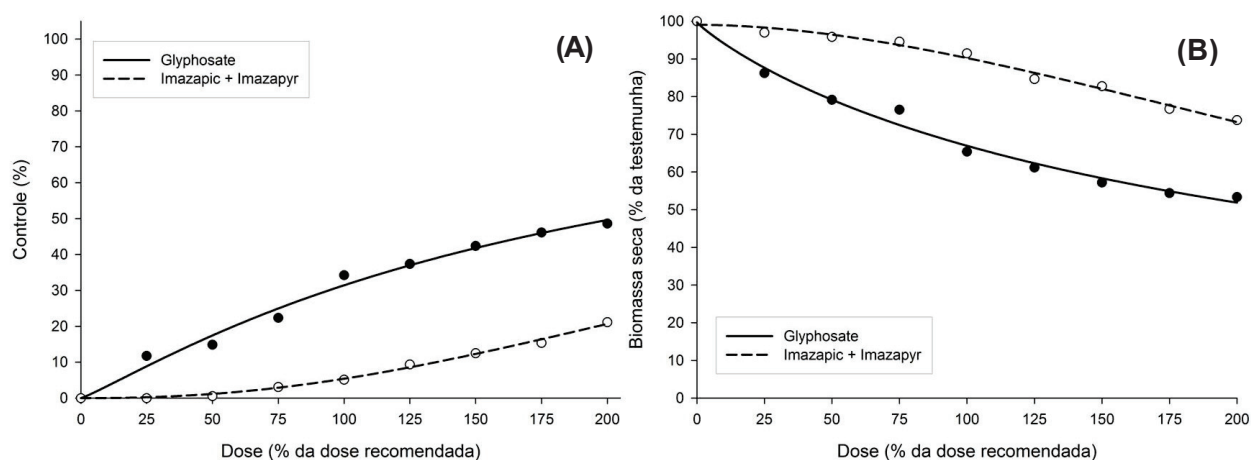 (A)
Controle (%)
100
90
80
70
60
50
40
30
20
10
0
Glyphosate
Imazapic + Imazapyr
0 25 50 75 100 125 150 175 200
Dose (% da dose recomendada)
(B)
Biomassa seca (% da testemunha)
100
90
80
70
60
50
40
30
20
10
0
Glyphosate
Imazapic + Imazapyr
0 25 50 75 100 125 150 175 200
Dose (% da dose recomendada)